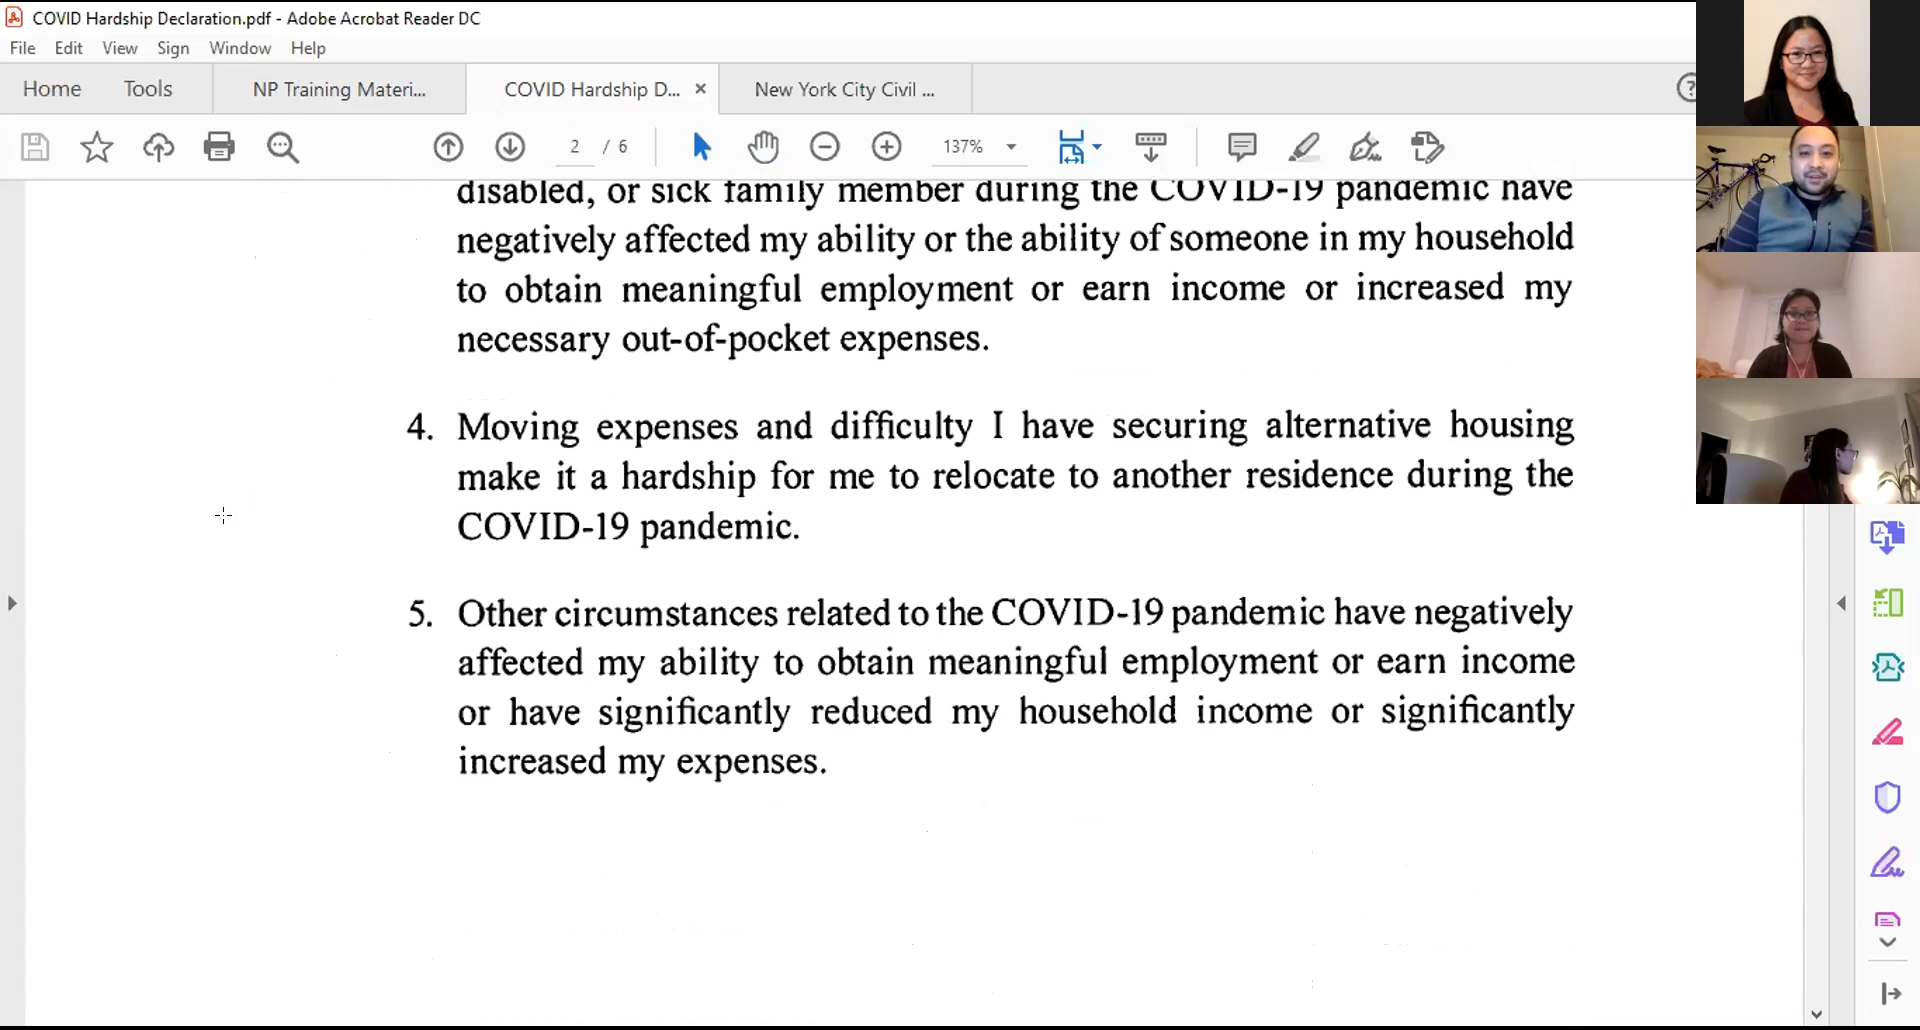 COVID Hardship Declaration.pdf - Adobe Acrobat Reader DC
File Edit View Sign Window Help
Home Tools NP Training Materi... COVID Hardship D... × New York City Civil ...
2 / 6 137%
disabled, or sick family member during the COVID-19 pandemic have
negatively affected my ability or the ability of someone in my household
to obtain meaningful employment or earn income or increased my
necessary out-of-pocket expenses.
4. Moving expenses and difficulty I have securing alternative housing
make it a hardship for me to relocate to another residence during the
COVID-19 pandemic.
5. Other circumstances related to the COVID-19 pandemic have negatively
affected my ability to obtain meaningful employment or earn income
or have significantly reduced my household income or significantly
increased my expenses.